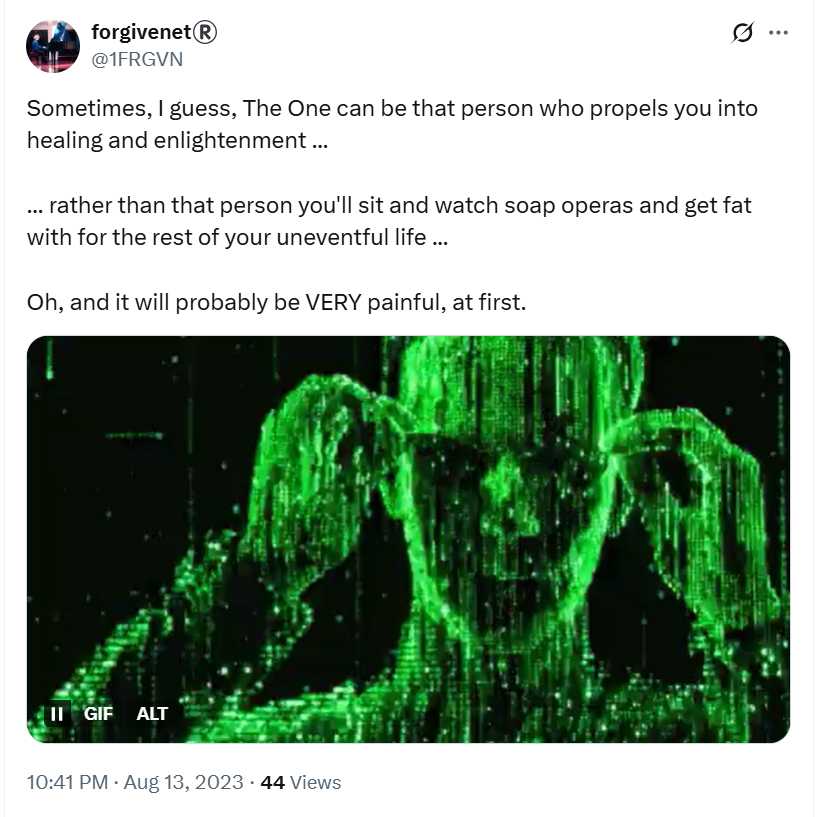 forgivenet®
@1FRGVN
Sometimes, I guess, The One can be that person who propels you into
healing and enlightenment ...
... rather than that person you'll sit and watch soap operas and get fat
with for the rest of your uneventful life ...
Oh, and it will probably be VERY painful, at first.
GIF ALT
10:41 PM · Aug 13, 2023 · 44 Views